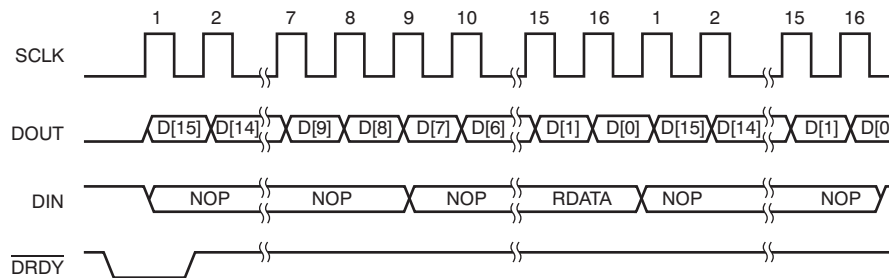 1 2 7 8 9 10 15 16 1 2 15 16
SCLK
DOUT D[15] D[14] D[9] D[8] D[7] D[6] D[1] D[0] D[15] D[14] D[1] D[0
DIN NOP NOP NOP RDATA NOP NOP
DRDY